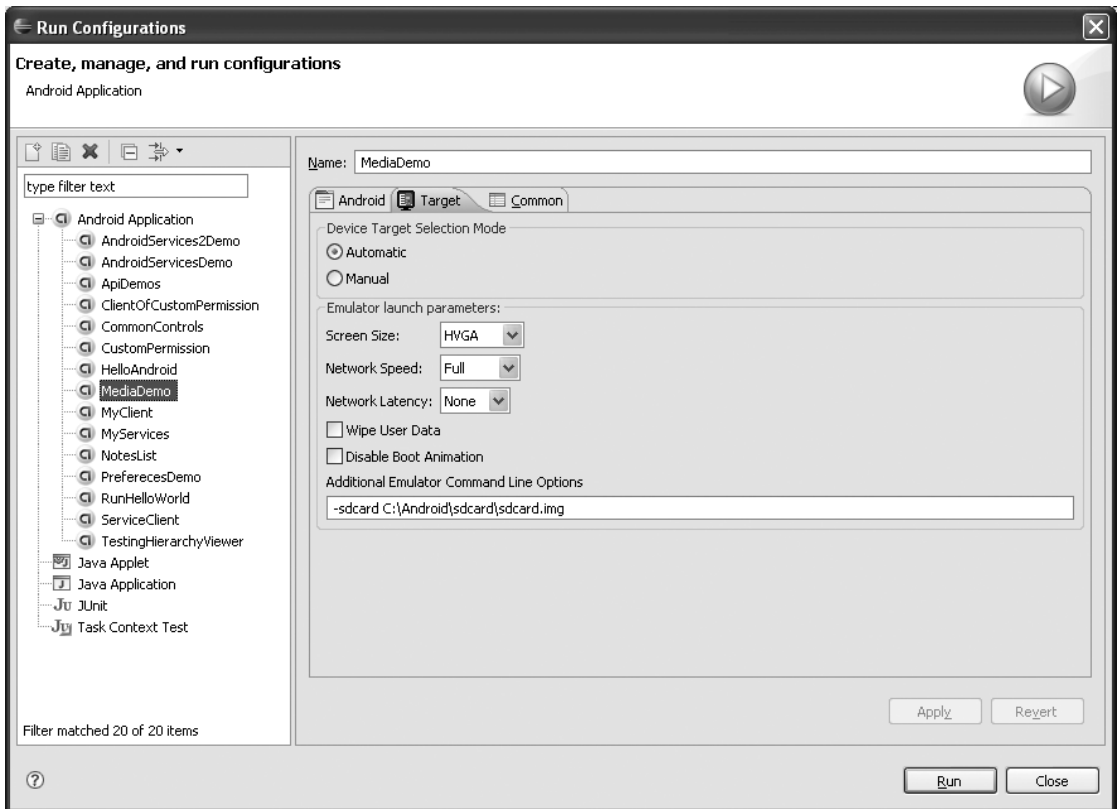 Run Configurations
Create, manage, and run configurations
Android Application
type filter text
Android Application
AndroidServices2Demo
AndroidServicesDemo
ApiDemos
ClientOfCustomPermission
CommonControls
CustomPermission
HelloAndroid
MediaDemo
MyClient
MyServices
NotesList
PreferecesDemo
RunHelloWorld
ServiceClient
TestingHierarchyViewer
Java Applet
Java Application
JUnit
Task Context Test
Filter matched 20 of 20 items
Name: MediaDemo
Android Target Common
Device Target Selection Mode
Automatic
Manual
Emulator launch parameters:
Screen Size: HVGA
Network Speed: Full
Network Latency: None
Wipe User Data
Disable Boot Animation
Additional Emulator Command Line Options
-sdcard C:\Android\sdcard\sdcard.img
Apply Revert
Run Close